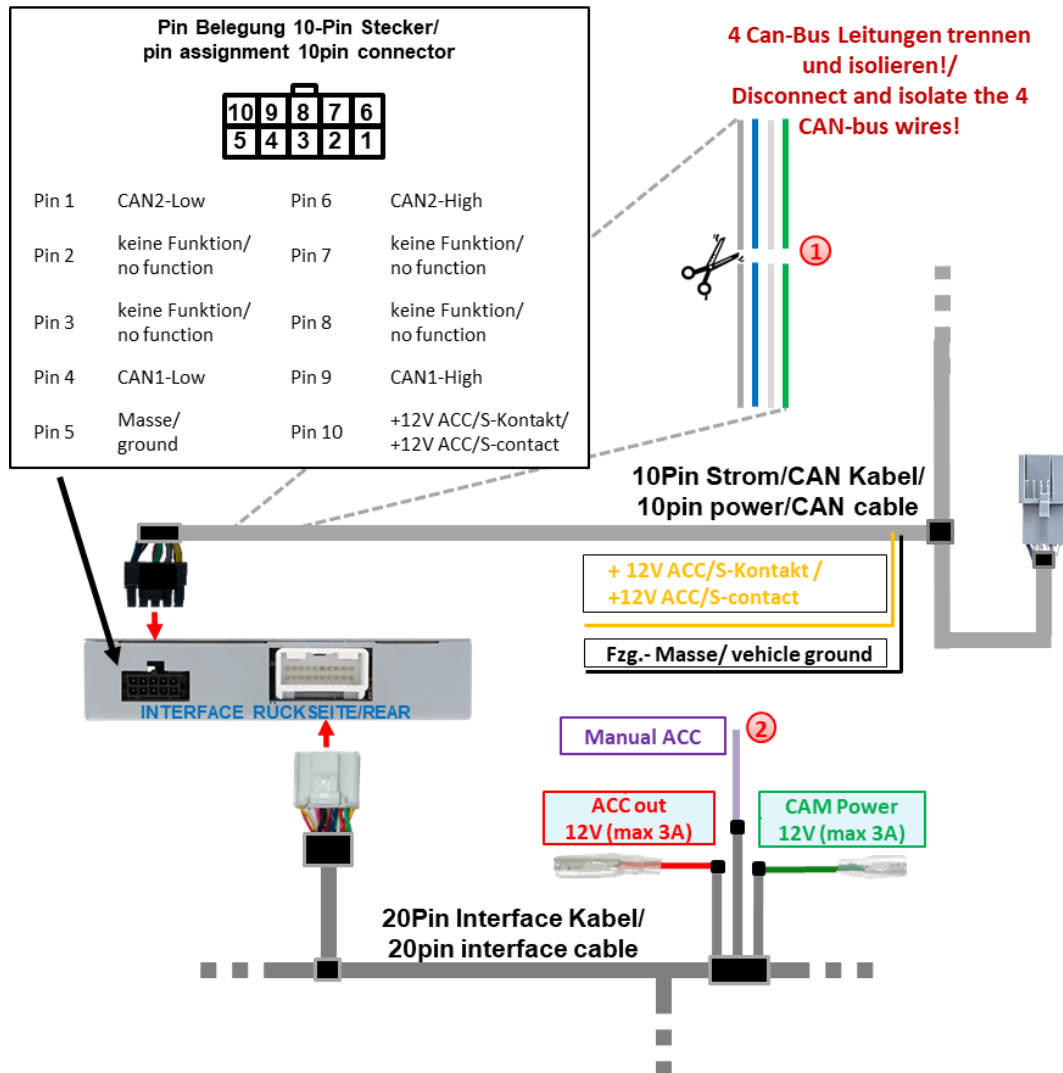 Pin Belegung 10-Pin Stecker/
pin assignment 10pin connector
10 9 8 7 6
5 4 3 2 1
Pin 1 CAN2-Low Pin 6 CAN2-High
Pin 2 keine Funktion/ no function Pin 7 keine Funktion/ no function
Pin 3 keine Funktion/ no function Pin 8 keine Funktion/ no function
Pin 4 CAN1-Low Pin 9 CAN1-High
Pin 5 Masse/ ground Pin 10 +12V ACC/S-Kontakt/ +12V ACC/S-contact
4 Can-Bus Leitungen trennen
und isolieren!/
Disconnect and isolate the 4
CAN-bus wires!
1
10Pin Strom/CAN Kabel/
10pin power/CAN cable
+ 12V ACC/S-Kontakt /
+12V ACC/S-contact
Fzg.- Masse/ vehicle ground
INTERFACE RÜCKSEITE/REAR
Manual ACC
2
ACC out
12V (max 3A)
CAM Power
12V (max 3A)
20Pin Interface Kabel/
20pin interface cable